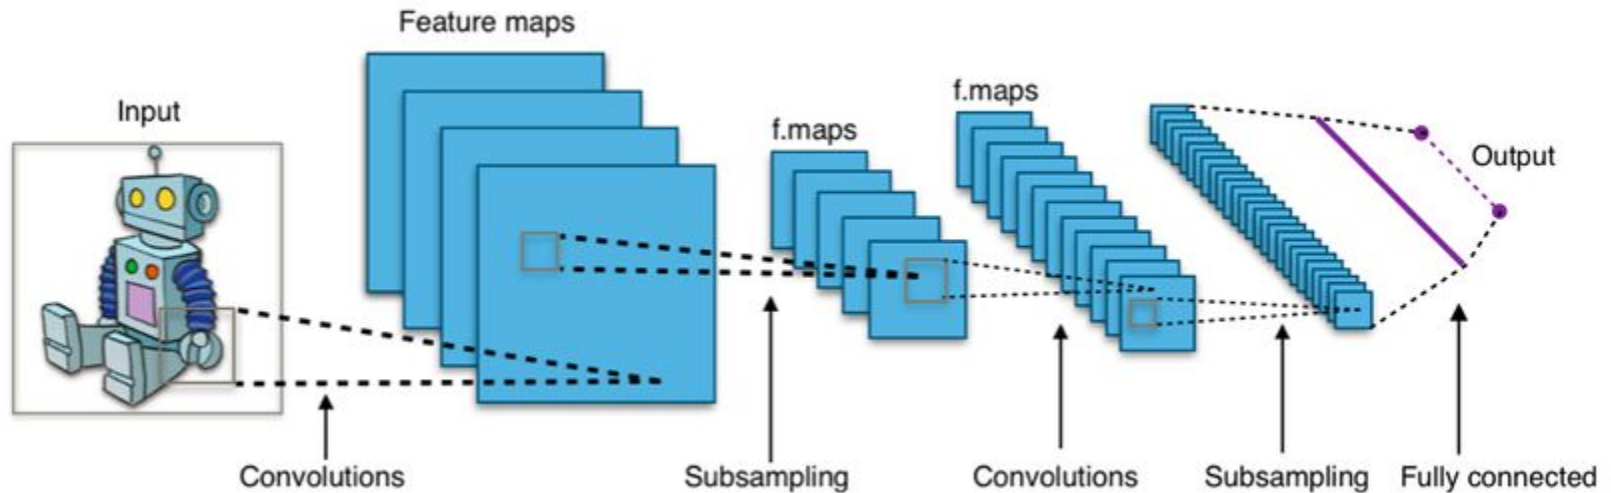 Feature maps
Input
f.maps
f.maps
Output
Convolutions
Subsampling
Convolutions
Subsampling
Fully connected